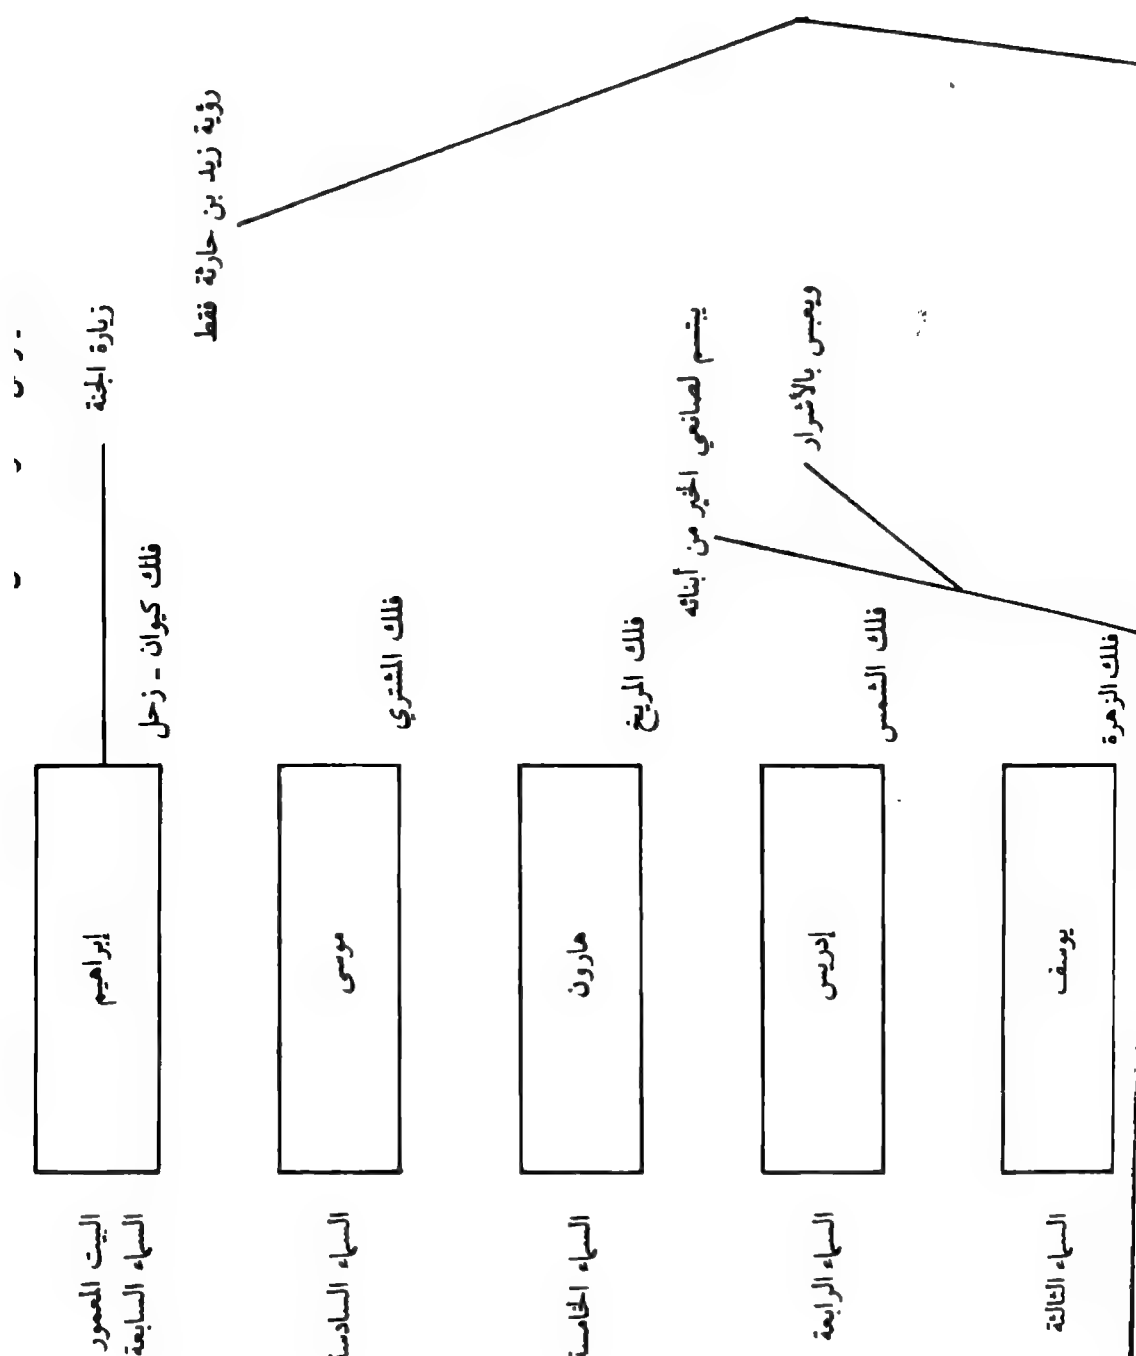 زيارة الجنة
إبراهيم
البيت المعمور
السماء السابعة
فلك كيوان - زحل
رؤية زيد بن حارثة فقط
موسى
السماء السادسة
فلك المشتري
هارون
السماء الخامسة
فلك المريخ
يبتسم لصانعي الخير من أبنائه
ويعبس بالأشرار
إدريس
السماء الرابعة
فلك الشمس
يوسف
السماء الثالثة
فلك الزهرة